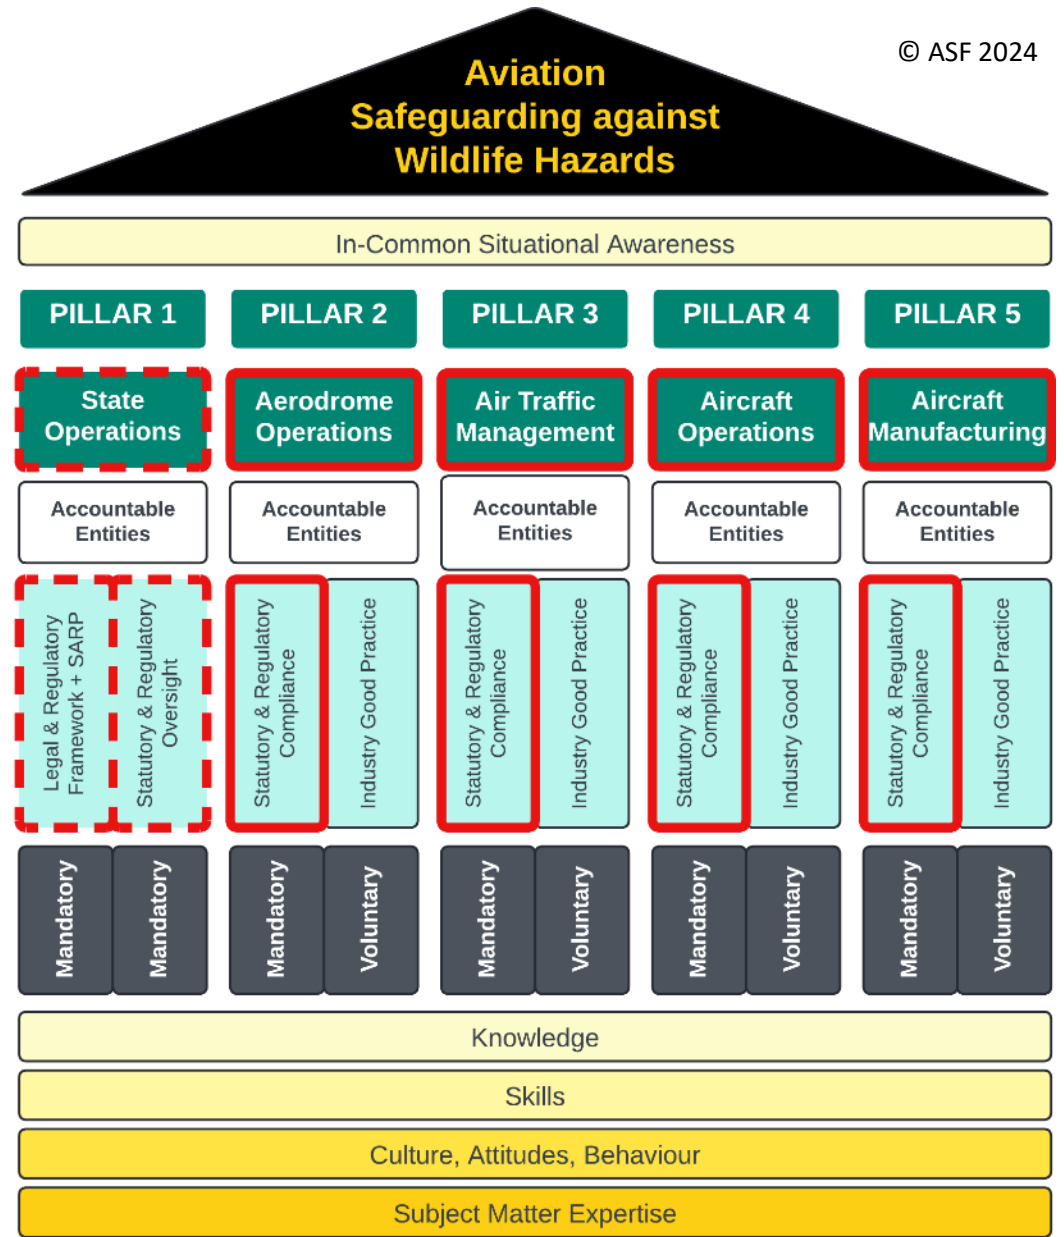 © ASF 2024
Aviation
Safeguarding against
Wildlife Hazards
In-Common Situational Awareness
PILLAR 1
PILLAR 2
PILLAR 3
PILLAR 4
PILLAR 5
State
Operations
Aerodrome
Operations
Air Traffic
Management
Aircraft
Operations
Aircraft
Manufacturing
Accountable
Entities
Accountable
Entities
Accountable
Entities
Accountable
Entities
Accountable
Entities
Legal & Regulatory
Framework + SARP
Statutory & Regulatory
Oversight
Statutory & Regulatory
Compliance
Industry Good Practice
Statutory & Regulatory
Compliance
Industry Good Practice
Statutory & Regulatory
Compliance
Industry Good Practice
Statutory & Regulatory
Compliance
Industry Good Practice
Mandatory
Mandatory
Mandatory
Voluntary
Mandatory
Voluntary
Mandatory
Voluntary
Mandatory
Voluntary
Knowledge
Skills
Culture, Attitudes, Behaviour
Subject Matter Expertise